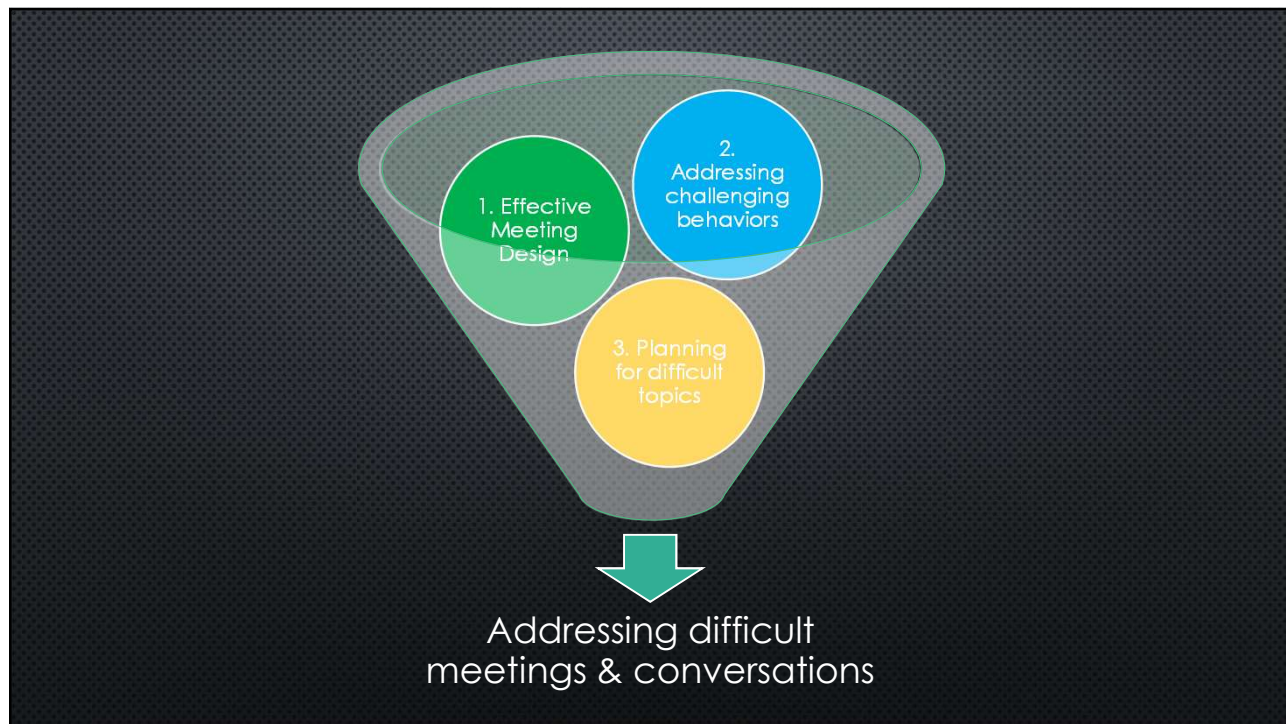 1. Effective
Meeting
Design
2.
Addressing
challenging
behaviors
3. Planning
for difficult
topics
Addressing difficult
meetings & conversations